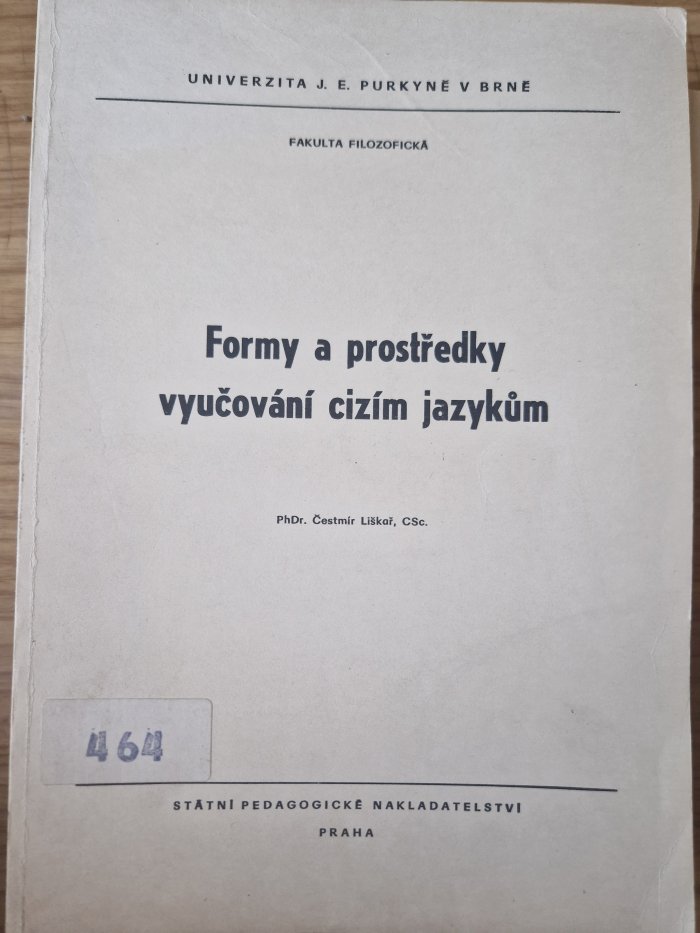 UNIVERZITA J. E. PURKYNĚ V BRNĚ
FAKULTA FILOZOFICKÁ
Formy a prostředky
vyučování cizím jazykům
PhDr. Čestmír Liškař, CSc.
464
STÁTNÍ PEDAGOGICKÉ NAKLADATELSTVÍ
PRAHA